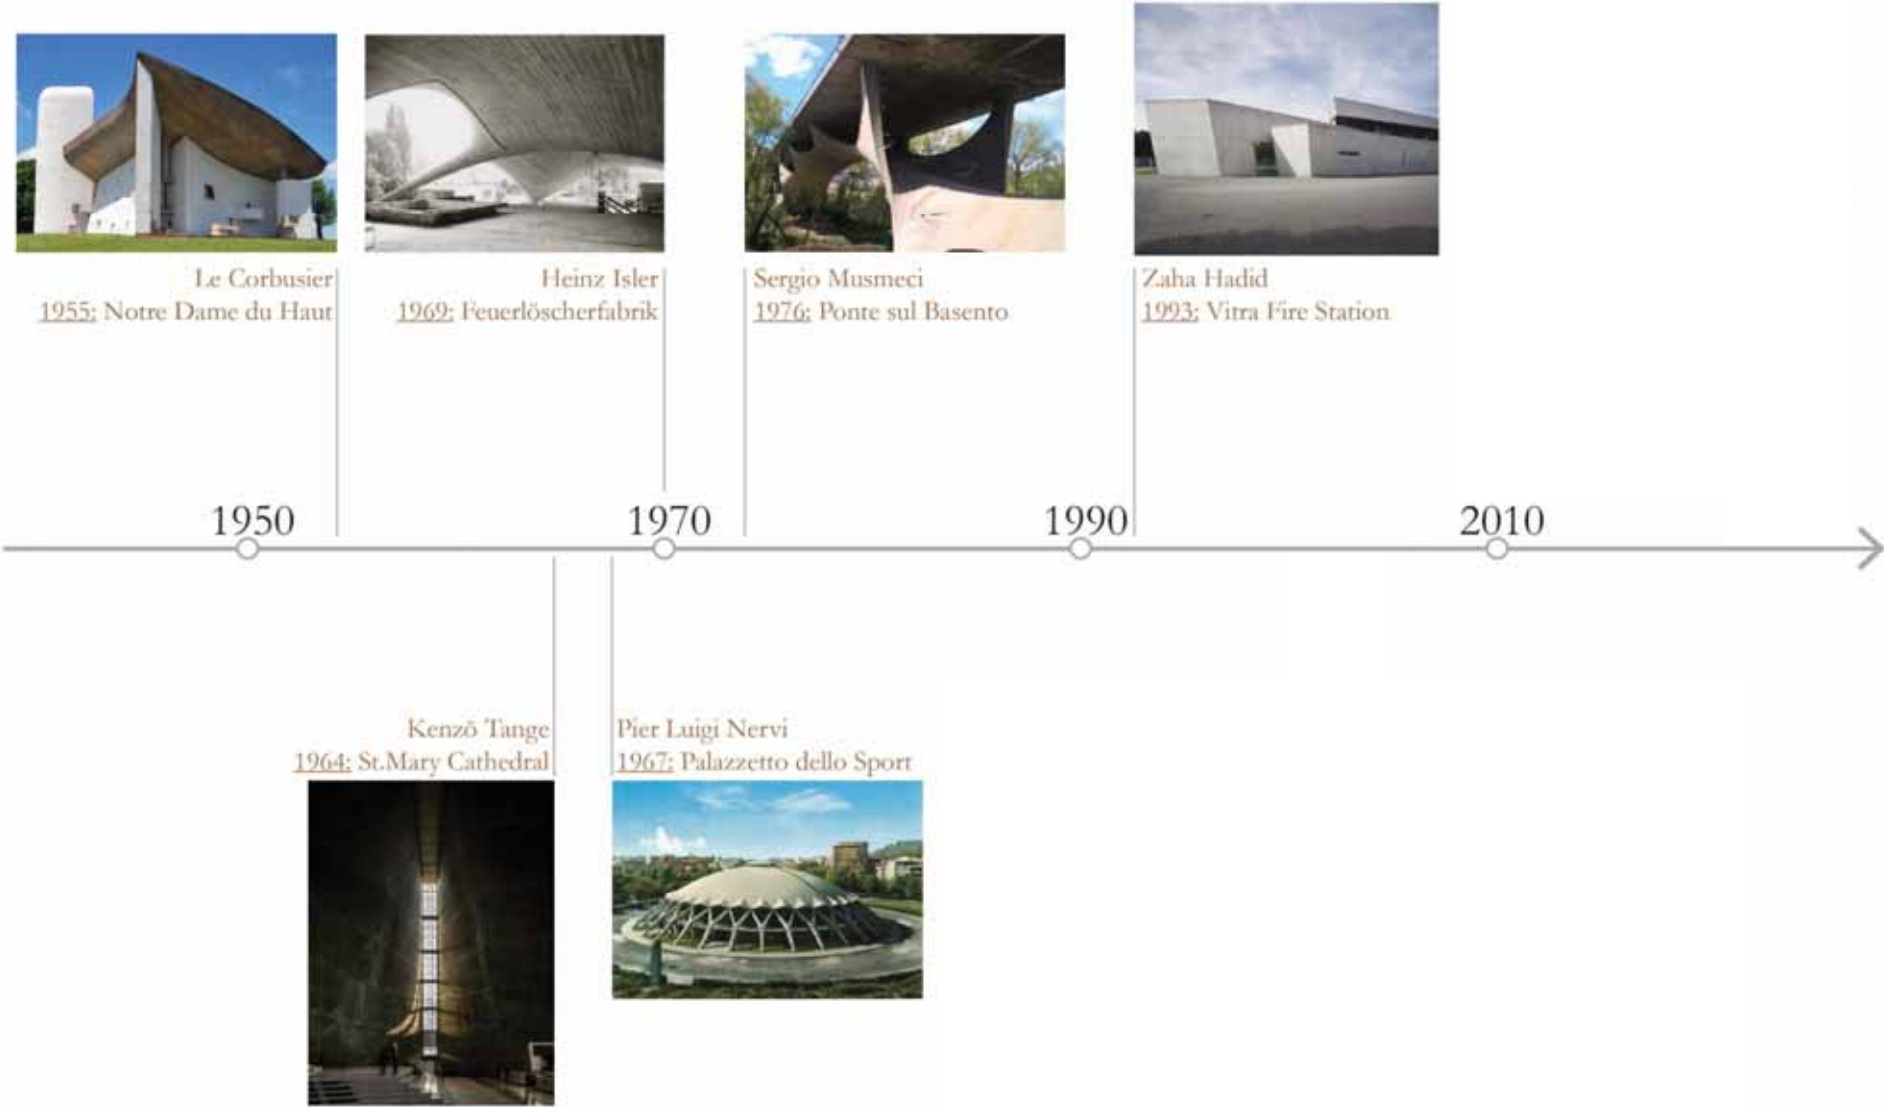 Le Corbusier
1955: Notre Dame du Haut
Heinz Isler
1969: Feuerlöscherfabrik
Sergio Musmeci
1976: Ponte sul Basento
Zaha Hadid
1993: Vitra Fire Station
1950
1970
1990
2010
Kenzō Tange
1964: St.Mary Cathedral
Pier Luigi Nervi
1967: Palazzetto dello Sport